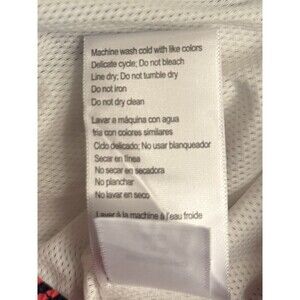 Machine wash cold with like colors
Delicate cycle; Do not bleach
Line dry; Do not tumble dry
Do not iron
Do not dry clean
Lavar a máquina con agua
fria con colores similares
Ciclo delicado; No usar blanqueador
Secar en línea
No secar en secadora
No planchar
No lavar en seco
Laver à la machine à l'eau froide